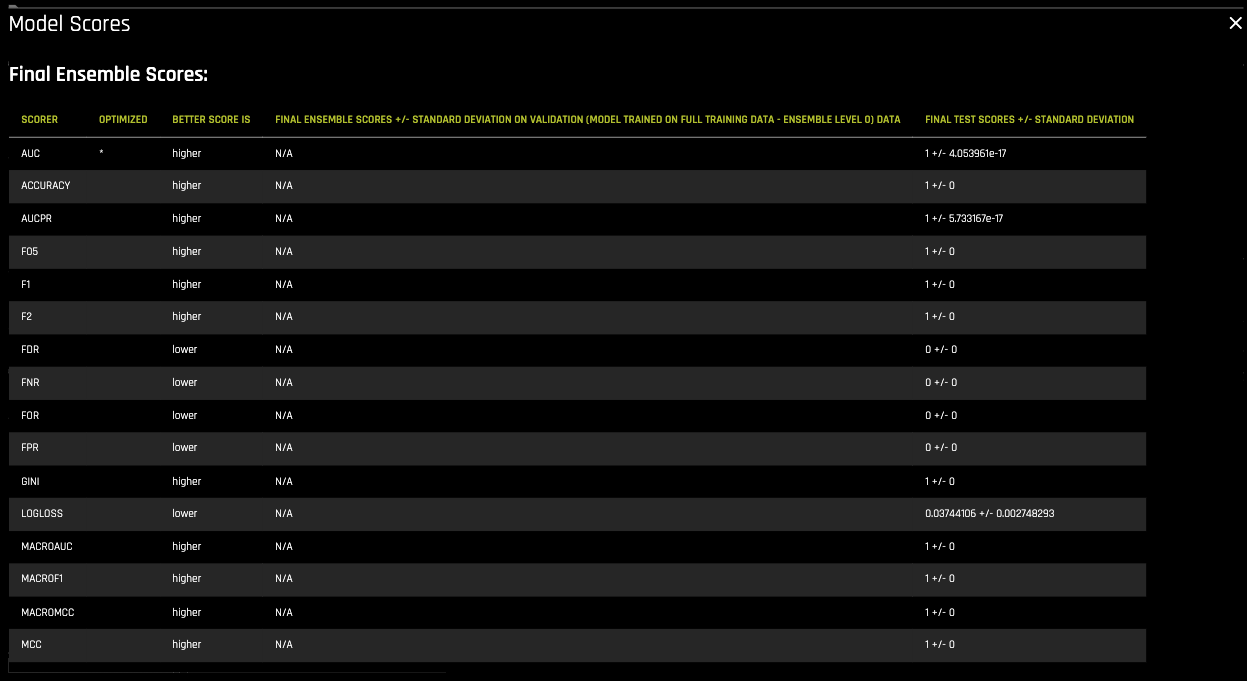 Model Scores
Final Ensemble Scores:
SCORER OPTIMIZED BETTER SCORE IS FINAL ENSEMBLE SCORES +/- STANDARD DEVIATION ON VALIDATION (MODEL TRAINED ON FULL TRAINING DATA - ENSEMBLE LEVEL 0) DATA FINAL TEST SCORES +/- STANDARD DEVIATION
AUC * higher N/A 1 +/- 4.053961e-17
ACCURACY higher N/A 1 +/- 0
AUCPR higher N/A 1 +/- 5.733167e-17
F05 higher N/A 1 +/- 0
F1 higher N/A 1 +/- 0
F2 higher N/A 1 +/- 0
FDR lower N/A 0 +/- 0
FNR lower N/A 0 +/- 0
FOR lower N/A 0 +/- 0
FPR lower N/A 0 +/- 0
GINI higher N/A 1 +/- 0
LOGLOSS lower N/A 0.03744106 +/- 0.002748293
MACROAUC higher N/A 1 +/- 0
MACROF1 higher N/A 1 +/- 0
MACROMCC higher N/A 1 +/- 0
MCC higher N/A 1 +/- 0